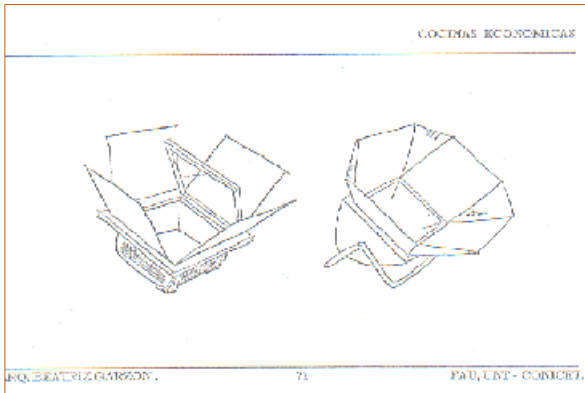 COCINAS ECONOMICAS
ARQ. BEATRIZ GARZON. 71 FAU, UNT - CONICET.